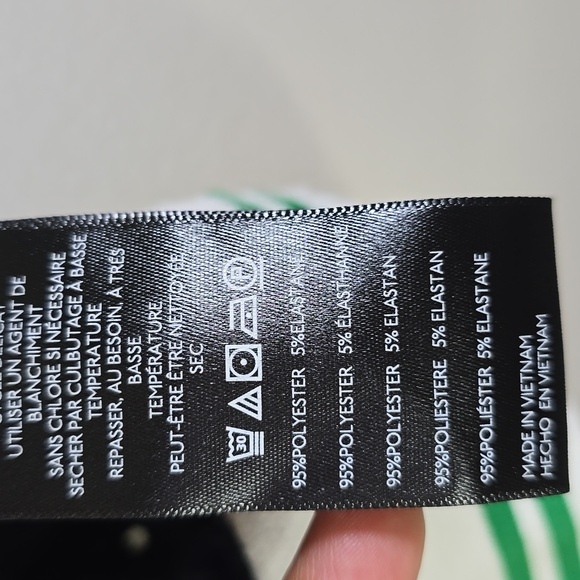 UTILISER UN AGENT DE
BLANCHIMENT
SANS CHLORE SI NÉCESSAIRE
SECHER PAR CULBUTAGE À BASSE
TEMPERATURE
REPASSER, AU BESOIN, À TRÈS
BASSE
TEMPÉRATURE
PEUT-ÊTRE ÊTRE NETTOYÉE
SEC
30
95%POLYESTER 5%ELASTANE
95%POLYESTER 5% ÉLASTHANNE
95%POLYESTER 5% ELASTAN
95%POLIESTERE 5% ELASTAN
95%POLIÉSTER 5% ELASTANE
MADE IN VIETNAM
HECHO EN VIETNAM